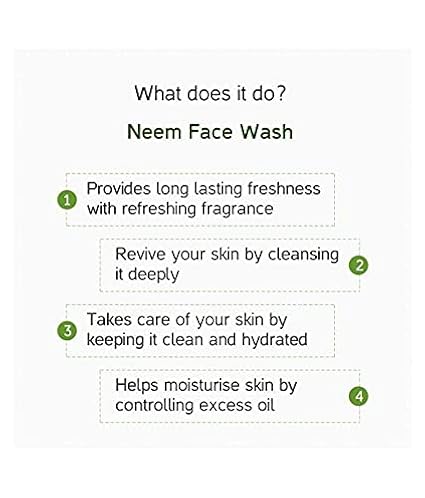 What does it do?
Neem Face Wash
1
Provides long lasting freshness
with refreshing fragrance
Revive your skin by cleansing
it deeply
2
3
Takes care of your skin by
keeping it clean and hydrated
Helps moisturise skin by
controlling excess oil
4